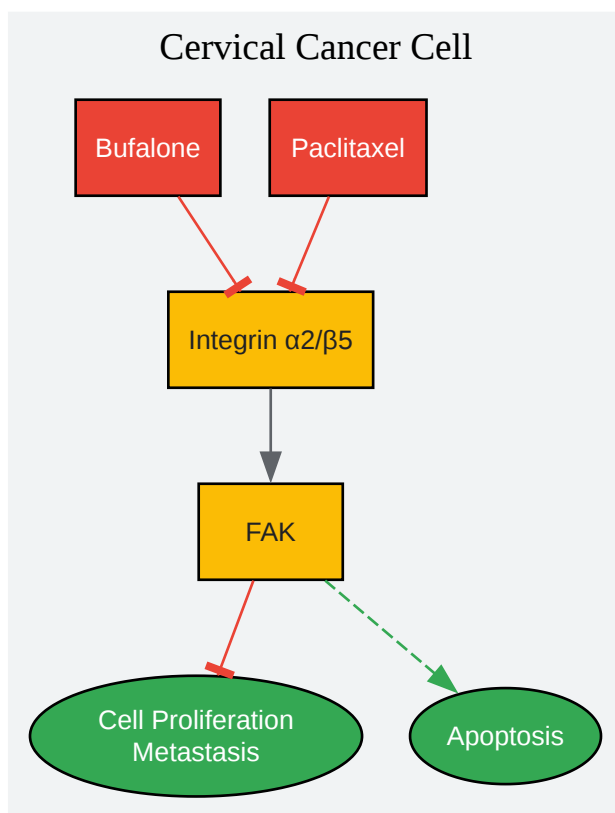 Cervical Cancer Cell
Bufalone
Paclitaxel
Integrin α2/β5
FAK
Cell Proliferation
Metastasis
Apoptosis